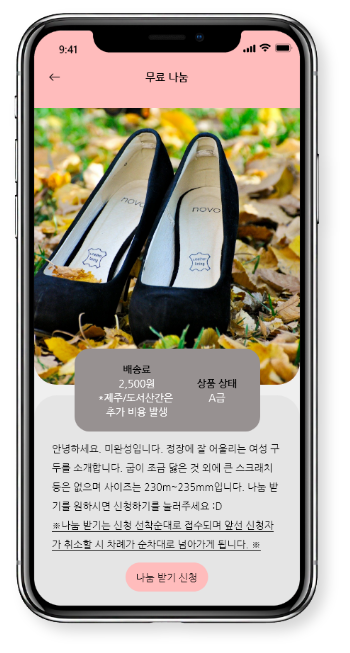 9:41
무료 나눔
novo
novo
leather
lining
leather
lining
배송료
2,500원
*제주/도서산간은
추가 비용 발생
상품 상태
A급
안녕하세요. 미완성입니다. 정장에 잘 어울리는 여성 구
두를 소개합니다. 굽이 조금 닳은 것 외에 큰 스크래치
등은 없으며 사이즈는 230m~235mm입니다. 나눔 받
기를 원하시면 신청하기를 눌러주세요 :D
※나눔 받기는 신청 선착순대로 접수되며 앞선 신청자
가 취소할 시 차례가 순차대로 넘아가게 됩니다. ※
나눔 받기 신청